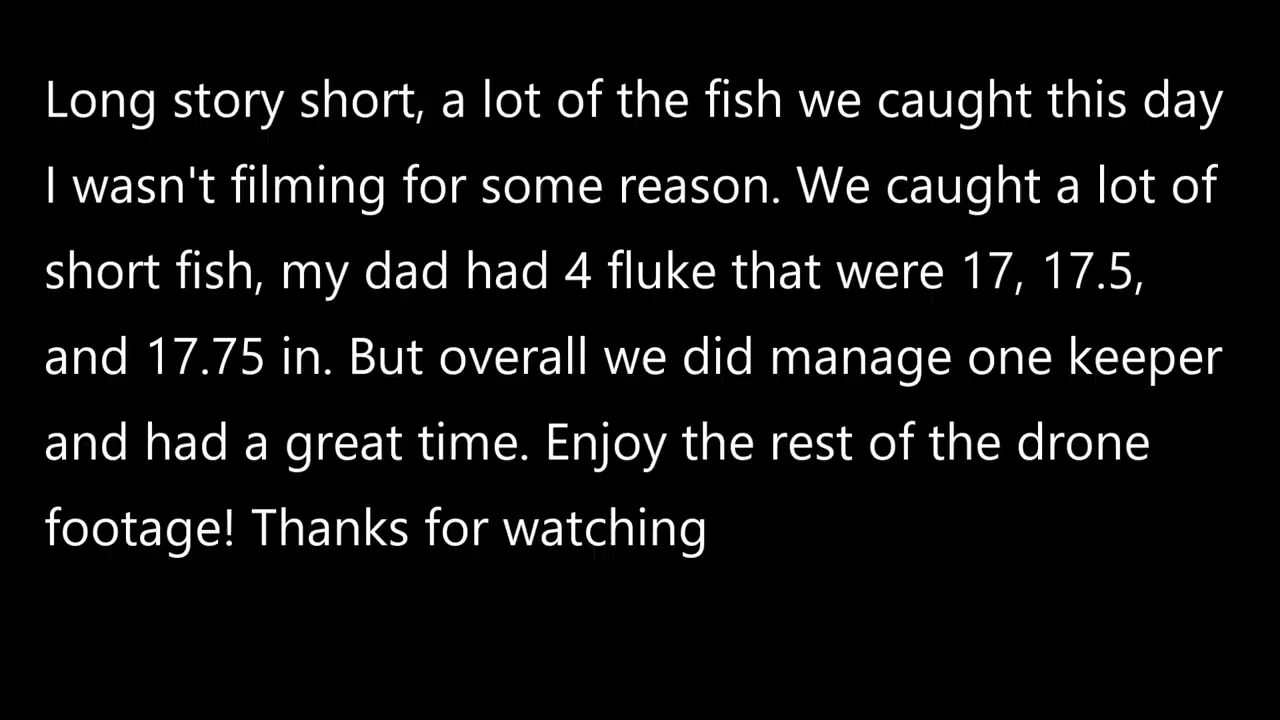 Long story short, a lot of the fish we caught this day
I wasn't filming for some reason. We caught a lot of
short fish, my dad had 4 fluke that were 17, 17.5,
and 17.75 in. But overall we did manage one keeper
and had a great time. Enjoy the rest of the drone
footage! Thanks for watching